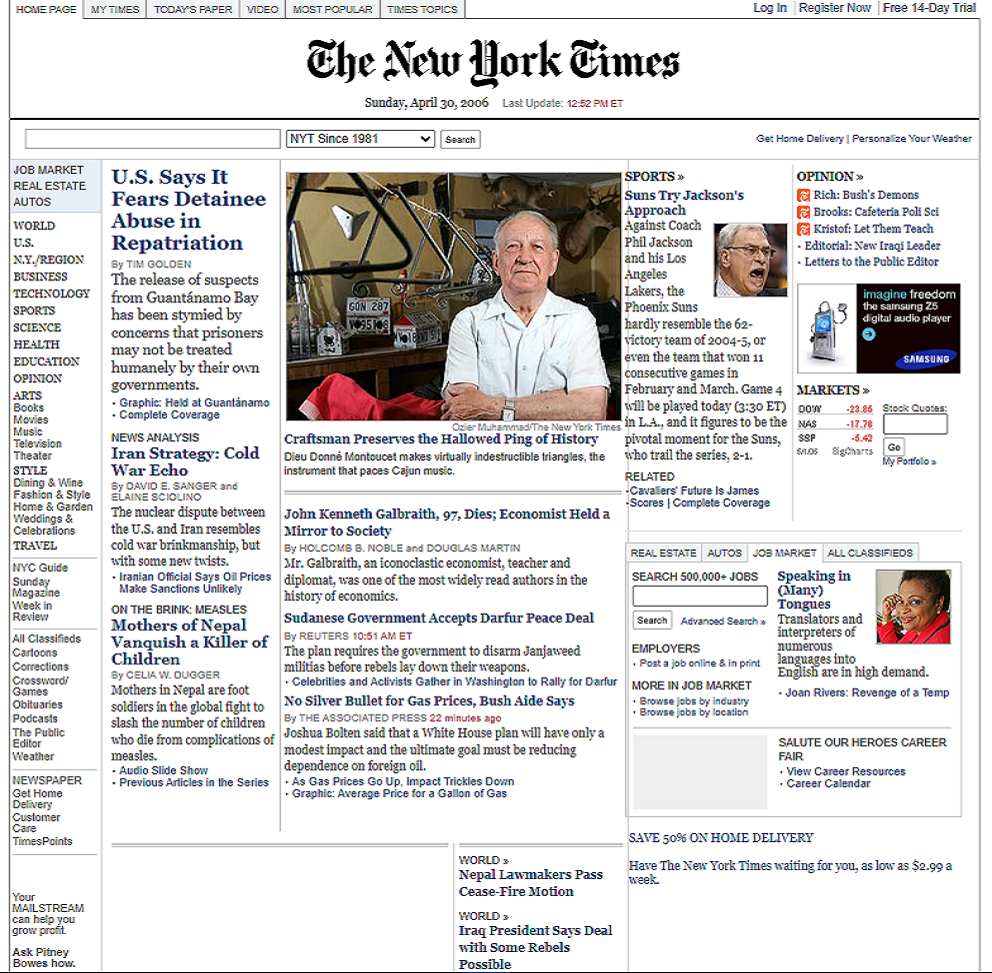 HOME PAGE MY TIMES TODAY'S PAPER VIDEO MOST POPULAR TIMES TOPICS
Log In Register Now Free 14-Day Trial
The New York Times
Sunday, April 30, 2006 Last Update: 12:52 PM ET
NYT Since 1981 Search
Get Home Delivery | Personalize Your Weather
JOB MARKET
REAL ESTATE
AUTOS
WORLD
U.S.
N.Y./REGION
BUSINESS
TECHNOLOGY
SPORTS
SCIENCE
HEALTH
EDUCATION
OPINION
ARTS
Books
Movies
Music
Television
Theater
STYLE
Dining & Wine
Fashion & Style
Home & Garden
Weddings &
Celebrations
TRAVEL
NYC Guide
Sunday
Magazine
Week in
Review
All Classifieds
Cartoons
Corrections
Crossword/
Games
Obituaries
Podcasts
The Public
Editor
Weather
NEWSPAPER
Get Home
Delivery
Customer
Care
TimesPoints
Your
MAILSTREAM
can help you
grow profit.
Ask Pitney
Bowes how.
U.S. Says It
Fears Detainee
Abuse in
Repatriation
By TIM GOLDEN
The release of suspects
from Guantánamo Bay
has been stymied by
concerns that prisoners
may not be treated
humanely by their own
governments.
· Graphic: Held at Guantánamo
· Complete Coverage
NEWS ANALYSIS
Iran Strategy: Cold
War Echo
By DAVID E. SANGER and
ELAINE SCIOLINO
The nuclear dispute between
the U.S. and Iran resembles
cold war brinkmanship, but
with some new twists.
· Iranian Official Says Oil Prices
Make Sanctions Unlikely
ON THE BRINK: MEASLES
Mothers of Nepal
Vanquish a Killer of
Children
By CELIA W. DUGGER
Mothers in Nepal are foot
soldiers in the global fight to
slash the number of children
who die from complications of
measles.
· Audio Slide Show
· Previous Articles in the Series
GON 287
Ozier Muhammad/The New York Times
Craftsman Preserves the Hallowed Ping of History
Dieu Donné Montoucet makes virtually indestructible triangles, the
instrument that paces Cajun music.
John Kenneth Galbraith, 97, Dies; Economist Held a
Mirror to Society
By HOLCOMB B. NOBLE and DOUGLAS MARTIN
Mr. Galbraith, an iconoclastic economist, teacher and
diplomat, was one of the most widely read authors in the
history of economics.
Sudanese Government Accepts Darfur Peace Deal
By REUTERS 10:51 AM ET
The plan requires the government to disarm Janjaweed
militias before rebels lay down their weapons.
· Celebrities and Activists Gather in Washington to Rally for Darfur
No Silver Bullet for Gas Prices, Bush Aide Says
By THE ASSOCIATED PRESS 22 minutes ago
Joshua Bolten said that a White House plan will have only a
modest impact and the ultimate goal must be reducing
dependence on foreign oil.
· As Gas Prices Go Up, Impact Trickles Down
· Graphic: Average Price for a Gallon of Gas
WORLD »
Nepal Lawmakers Pass
Cease-Fire Motion
WORLD »
Iraq President Says Deal
with Some Rebels
Possible
SPORTS »
Suns Try Jackson's
Approach
Against Coach
Phil Jackson
and his Los
Angeles
Lakers, the
Phoenix Suns
hardly resemble the 62-
victory team of 2004-5, or
even the team that won 11
consecutive games in
February and March. Game 4
will be played today (3:30 ET)
in L.A., and it figures to be the
pivotal moment for the Suns,
who trail the series, 2-1.
RELATED
·Cavaliers' Future Is James
·Scores | Complete Coverage
OPINION »
Rich: Bush's Demons
Brooks: Cafeteria Poli Sci
Kristof: Let Them Teach
· Editorial: New Iraqi Leader
· Letters to the Public Editor
imagine freedom
the samsung Z5
digital audio player
SAMSUNG
MARKETS »
DOW -23.85
NAS -17.78
S&P -5.42
BigCharts
Stock Quotes:
Go
My Portfolio »
REAL ESTATE AUTOS JOB MARKET ALL CLASSIFIEDS
SEARCH 500,000+ JOBS
Search Advanced Search »
EMPLOYERS
· Post a job online & in print
MORE IN JOB MARKET
· Browse jobs by industry
· Browse jobs by location
Speaking in
(Many)
Tongues
Translators and
interpreters of
numerous
languages into
English are in high demand.
· Joan Rivers: Revenge of a Temp
SALUTE OUR HEROES CAREER
FAIR
· View Career Resources
· Career Calendar
SAVE 50% ON HOME DELIVERY
Have The New York Times waiting for you, as low as $2.99 a
week.